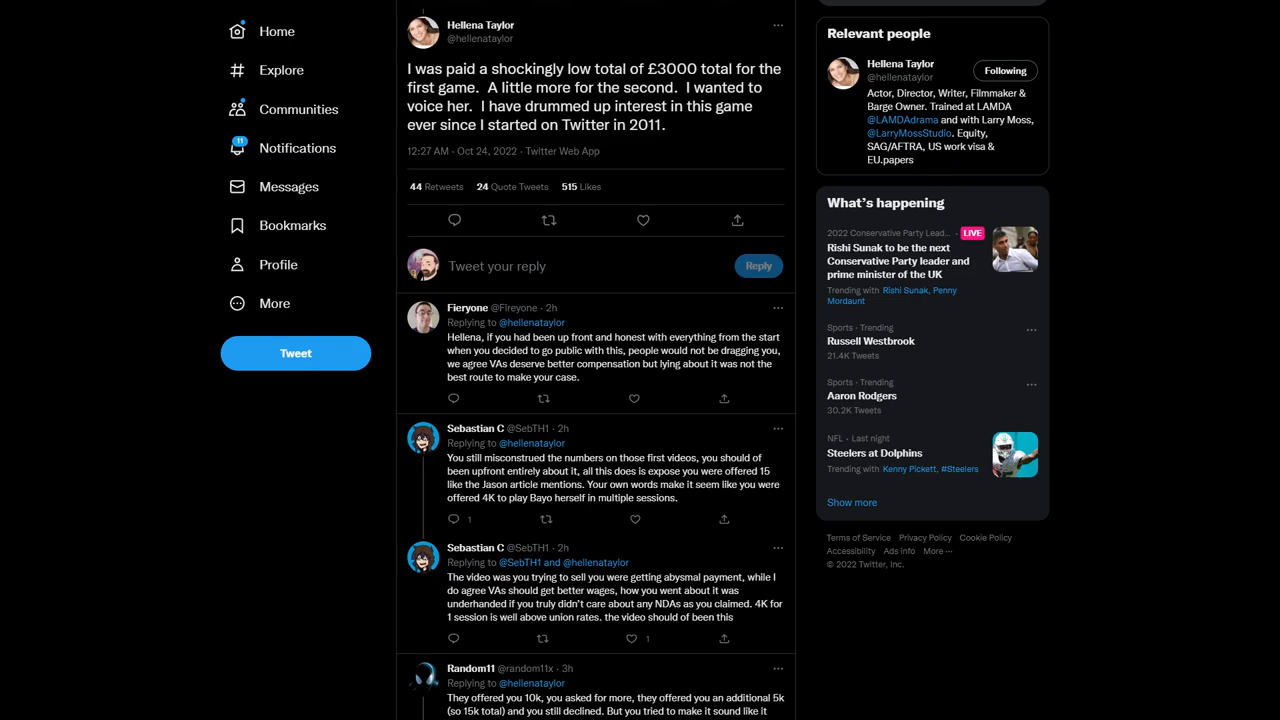 Home
Explore
Communities
11
Notifications
Messages
Bookmarks
Profile
More
Tweet
Hellena Taylor
@hellenataylor
I was paid a shockingly low total of £3000 total for the
first game.  A little more for the second.  I wanted to
voice her.  I have drummed up interest in this game
ever since I started on Twitter in 2011.
12:27 AM · Oct 24, 2022 · Twitter Web App
44 Retweets 24 Quote Tweets 515 Likes
Tweet your reply
Reply
Fieryone @Fireyone · 2h
Replying to @hellenataylor
Hellena, if you had been up front and honest with everything from the start
when you decided to go public with this, people would not be dragging you,
we agree VAs deserve better compensation but lying about it was not the
best route to make your case.
Sebastian C @SebTH1 · 2h
Replying to @hellenataylor
You still misconstrued the numbers on those first videos, you should of
been upfront entirely about it, all this does is expose you were offered 15
like the Jason article mentions. Your own words make it seem like you were
offered 4K to play Bayo herself in multiple sessions.
1
Sebastian C @SebTH1 · 2h
Replying to @SebTH1 and @hellenataylor
The video was you trying to sell you were getting abysmal payment, while I
do agree VAs should get better wages, how you went about it was
underhanded if you truly didn't care about any NDAs as you claimed. 4K for
1 session is well above union rates. the video should of been this
1
Random11 @random11x · 3h
Replying to @hellenataylor
They offered you 10k, you asked for more, they offered you an additional 5k
(so 15k total) and you still declined. But you tried to make it sound like it
Relevant people
Hellena Taylor
@hellenataylor
Following
Actor, Director, Writer, Filmmaker &
Barge Owner. Trained at LAMDA
@LAMDAdrama and with Larry Moss,
@LarryMossStudio. Equity,
SAG/AFTRA, US work visa &
EU.papers
What's happening
2022 Conservative Party Lead... · LIVE
Rishi Sunak to be the next
Conservative Party leader and
prime minister of the UK
Trending with Rishi Sunak, Penny
Mordaunt
Sports · Trending
Russell Westbrook
21.4K Tweets
Sports · Trending
Aaron Rodgers
30.2K Tweets
NFL · Last night
Steelers at Dolphins
Trending with Kenny Pickett, #Steelers
Show more
Terms of Service Privacy Policy Cookie Policy
Accessibility Ads info More ···
© 2022 Twitter, Inc.